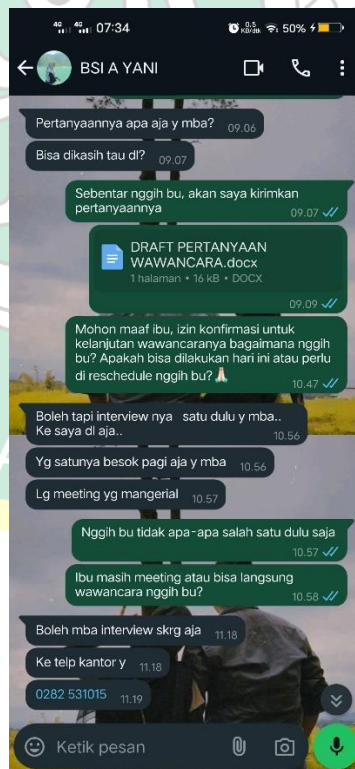 4G 4G 07:34 0.5 KB/dtk 50%
BSI A YANI
Pertanyaannya apa aja y mba? 09.06
Bisa dikasih tau dl? 09.07
Sebentar nggih bu, akan saya kirimkan
pertanyaannya 09.07
DRAFT PERTANYAAN
WAWANCARA.docx
1 halaman • 16 kB • DOCX
09.09
Mohon maaf ibu, izin konfirmasi untuk
kelanjutan wawancaranya bagaimana nggih
bu? Apakah bisa dilakukan hari ini atau perlu
di reschedule nggih bu?🙏🏻
10.47
Boleh tapi interview nya satu dulu y mba..
Ke saya dl aja.. 10.56
Yg satunya besok pagi aja y mba 10.56
Lg meeting yg mangerial 10.57
Nggih bu tidak apa-apa salah satu dulu saja
10.57
Ibu masih meeting atau bisa langsung
wawancara nggih bu? 10.58
Boleh mba interview skrg aja 11.18
Ke telp kantor y 11.18
0282 531015 11.19
Ketik pesan